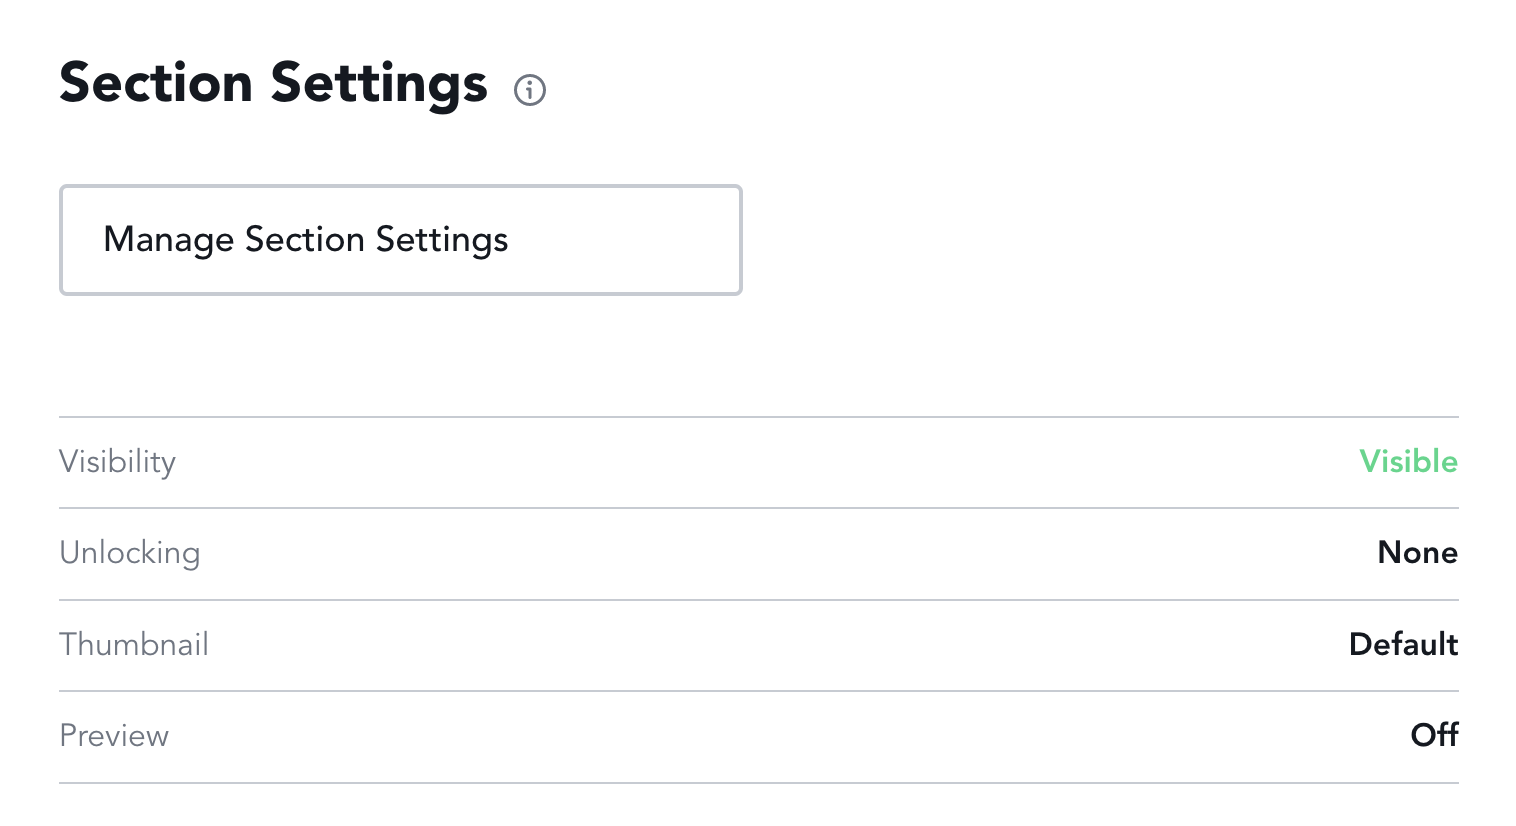 Section Settings
Manage Section Settings
Visibility Visible
Unlocking None
Thumbnail Default
Preview Off